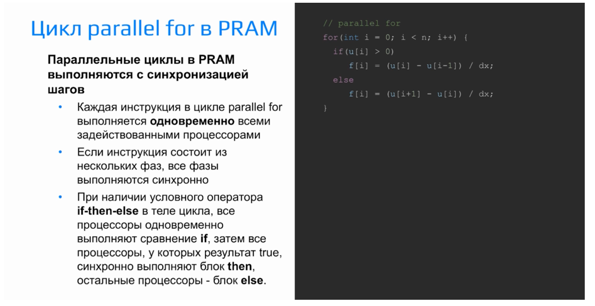 Цикл parallel for в PRAM
Параллельные циклы в PRAM
выполняются с синхронизацией
шагов
• Каждая инструкция в цикле parallel for
выполняется одновременно всеми
задействованными процессорами
• Если инструкция состоит из
нескольких фаз, все фазы
выполняются синхронно
• При наличии условного оператора
if-then-else в теле цикла, все
процессоры одновременно
выполняют сравнение if, затем все
процессоры, у которых результат true,
синхронно выполняют блок then,
остальные процессоры - блок else.
// parallel for
for(int i = 0; i < n; i++) {
if(u[i] > 0)
f[i] = (u[i] - u[i-1]) / dx;
else
f[i] = (u[i+1] - u[i]) / dx;
}